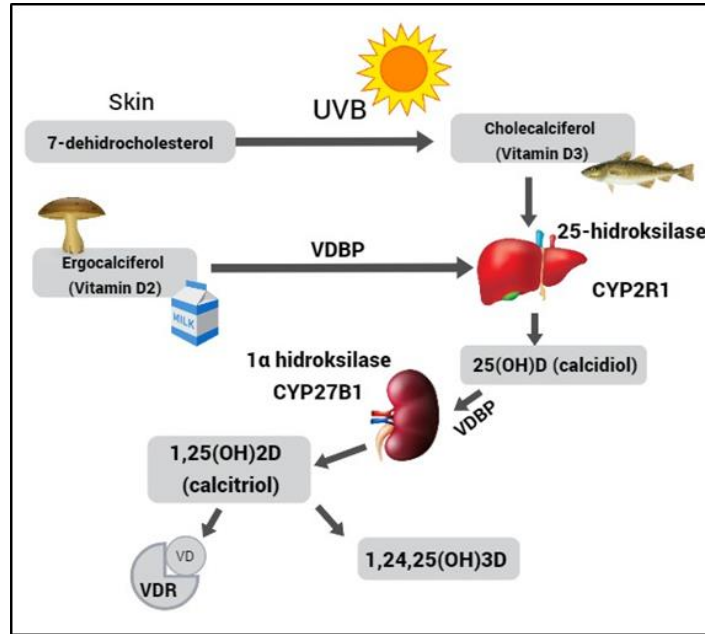 Skin
UVB
7-dehidrocholesterol
Cholecalciferol
(Vitamin D3)
Ergocalciferol
(Vitamin D2)
MILK
VDBP
25-hidroksilase
CYP2R1
25(OH)D (calcidiol)
VDBP
1α hidroksilase
CYP27B1
1,25(OH)2D
(calcitriol)
VD
VDR
1,24,25(OH)3D